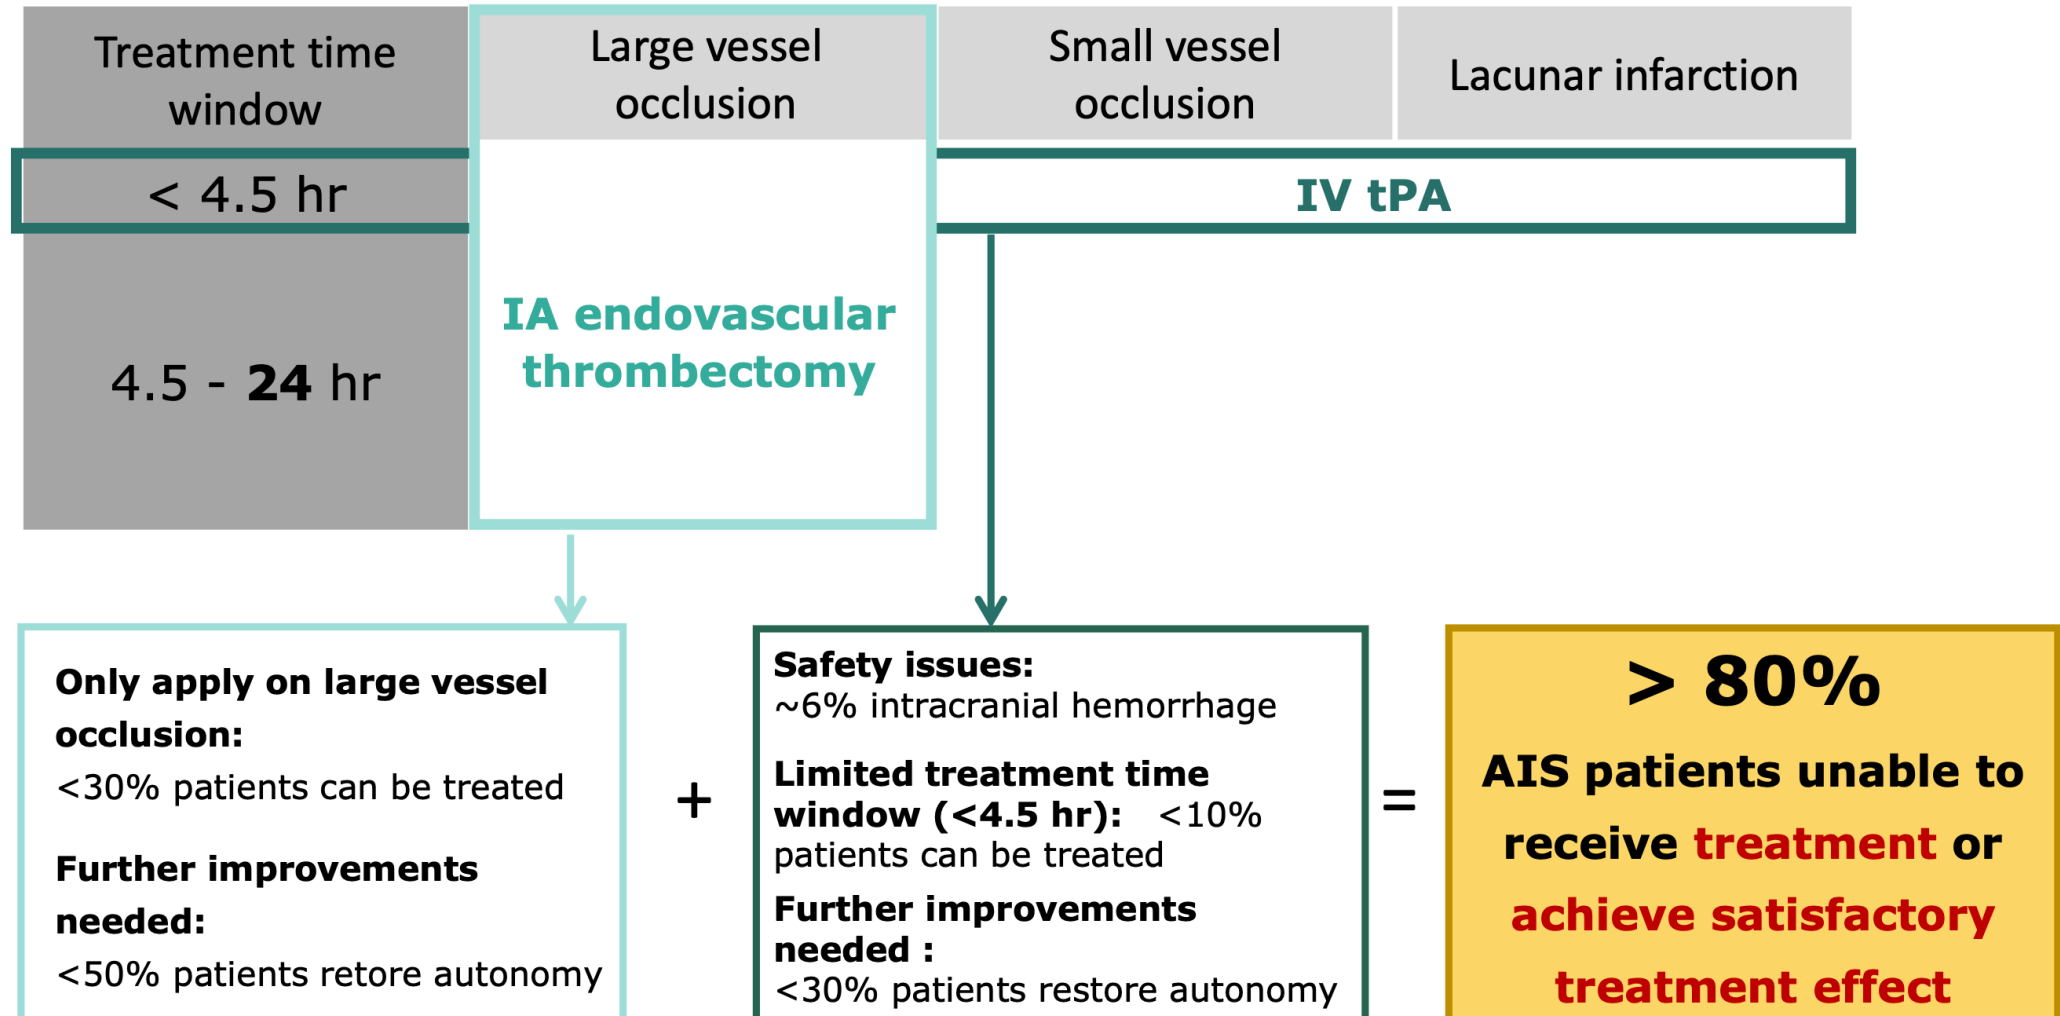 Treatment time
window
Large vessel
occlusion
Small vessel
occlusion
Lacunar infarction
< 4.5 hr
IV tPA
4.5 - 24 hr
IA endovascular
thrombectomy
Only apply on large vessel
occlusion:
<30% patients can be treated
Further improvements
needed:
<50% patients retore autonomy
+
Safety issues:
~6% intracranial hemorrhage
Limited treatment time
window (<4.5 hr): <10%
patients can be treated
Further improvements
needed :
<30% patients restore autonomy
=
> 80%
AIS patients unable to
receive treatment or
achieve satisfactory
treatment effect